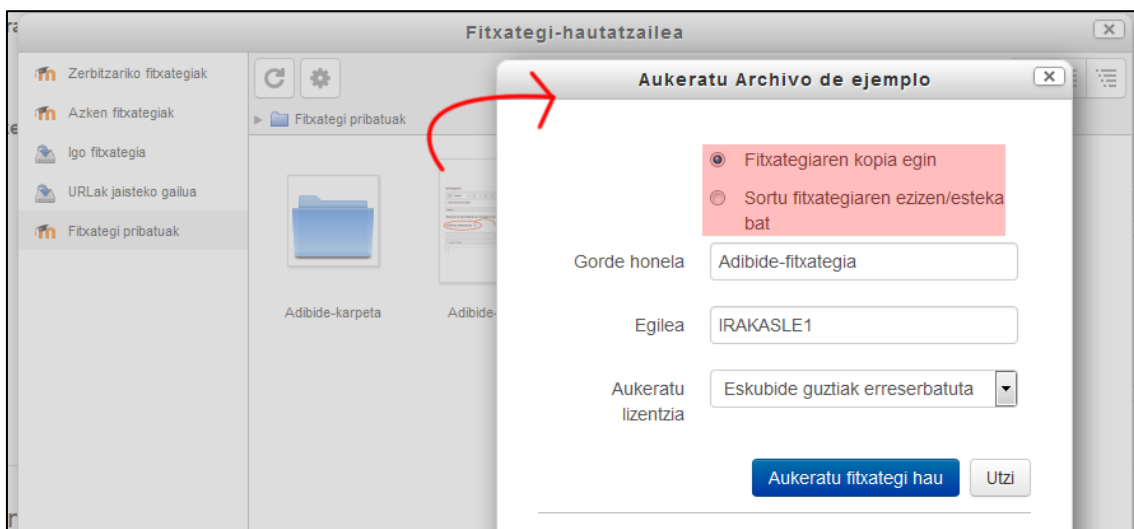 Fitxategi-hautatzailea
Zerbitzariko fitxategiak
Azken fitxategiak
Igo fitxategia
URLak jaisteko gailua
Fitxategi pribatuak
Fitxategi pribatuak
Adibide-karpeta
Adibide-
Aukeratu Archivo de ejemplo
Fitxategiaren kopia egin
Sortu fitxategiaren ezizen/esteka
bat
Gorde honela
Adibide-fitxategia
Egilea
IRAKASLE1
Aukeratu
lizentzia
Eskubide guztiak erreserbatuta
Aukeratu fitxategi hau
Utzi